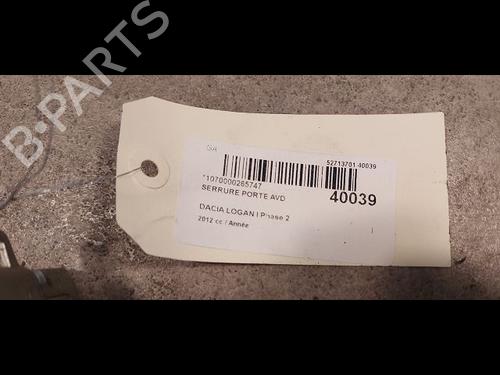 B-PARTS
52713701 40039
*1070000265747
SERRURE PORTE AVD
40039
DACIA LOGAN I Phase 2
2012 cc / Année